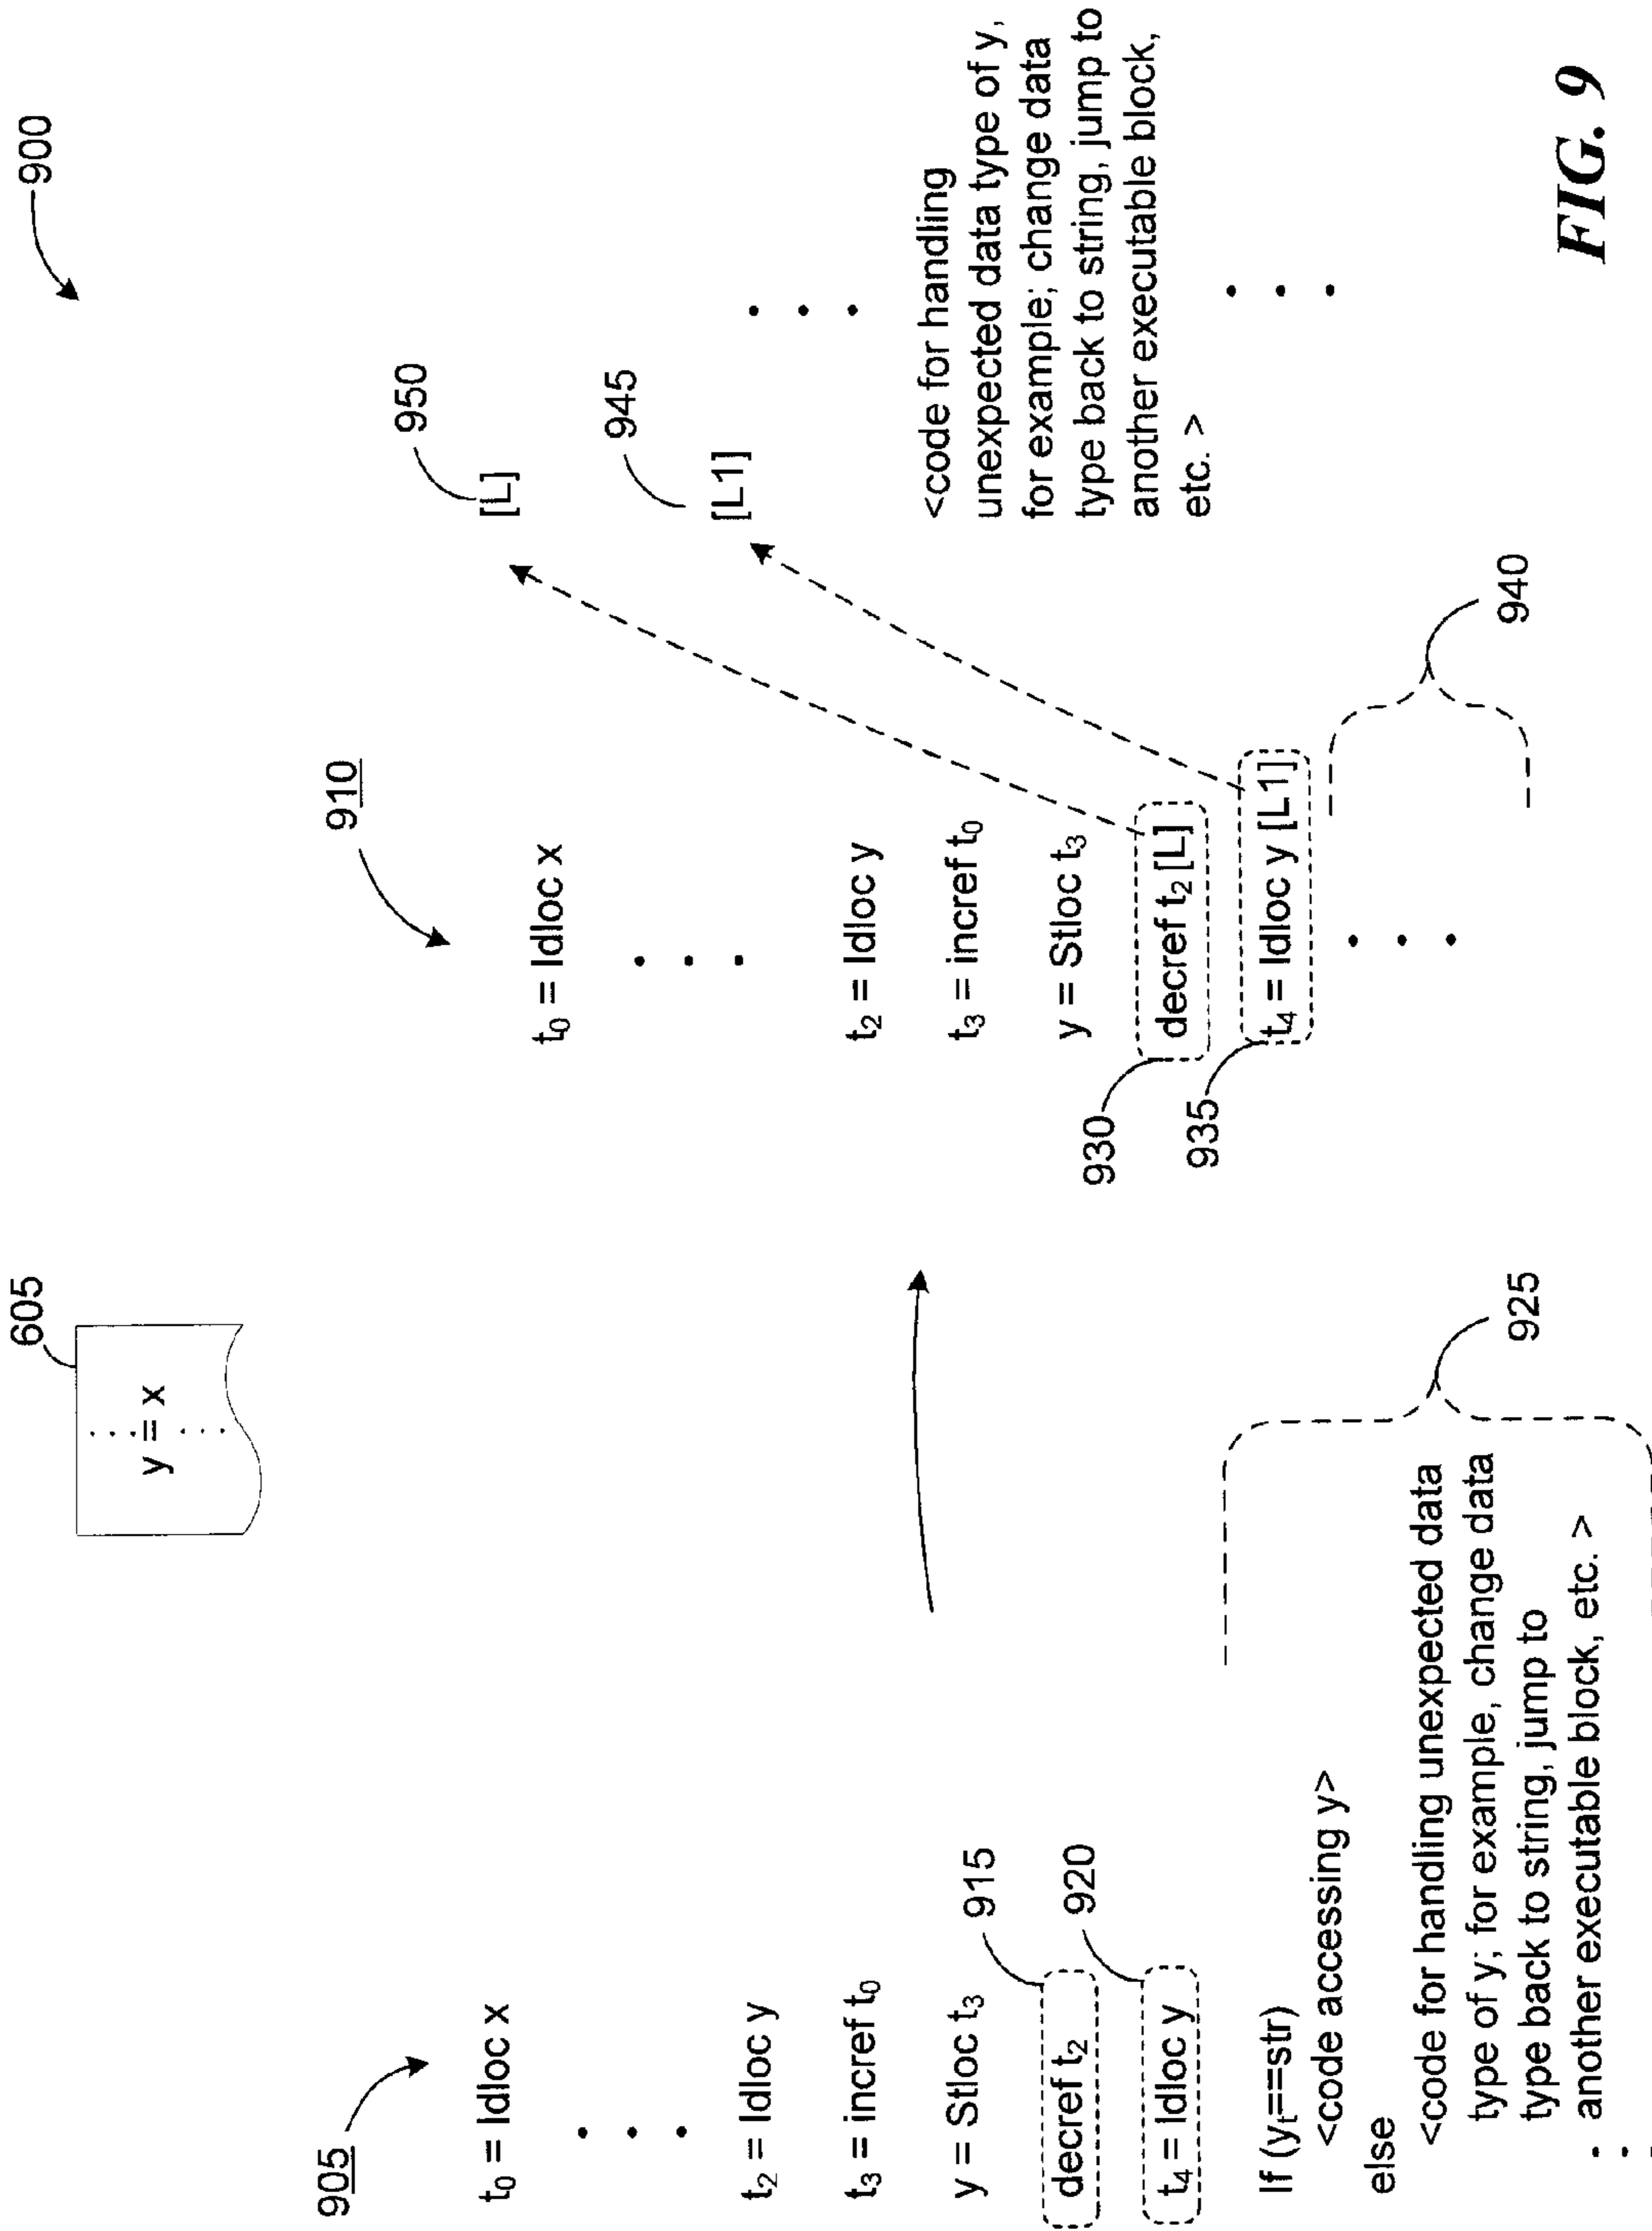 900
605
y = x
905
t₀ = ldloc x
t₂ = ldloc y
t₃ = incref t₀
y = Stloc t₃
decref t₂
915
t₄ = ldloc y
920
If (yₜ==str)
<code accessing y>
else
<code for handling unexpected data
type of y; for example, change data
type back to string, jump to
another executable block, etc. >
925
910
t₀ = ldloc x
t₂ = ldloc y
t₃ = incref t₀
y = Stloc t₃
930
decref t₂ [L]
935
t₄ = ldloc y [L1]
940
950
[L]
945
[L1]
<code for handling
unexpected data type of y,
for example; change data
type back to string, jump to
another executable block,
etc. >
FIG. 9